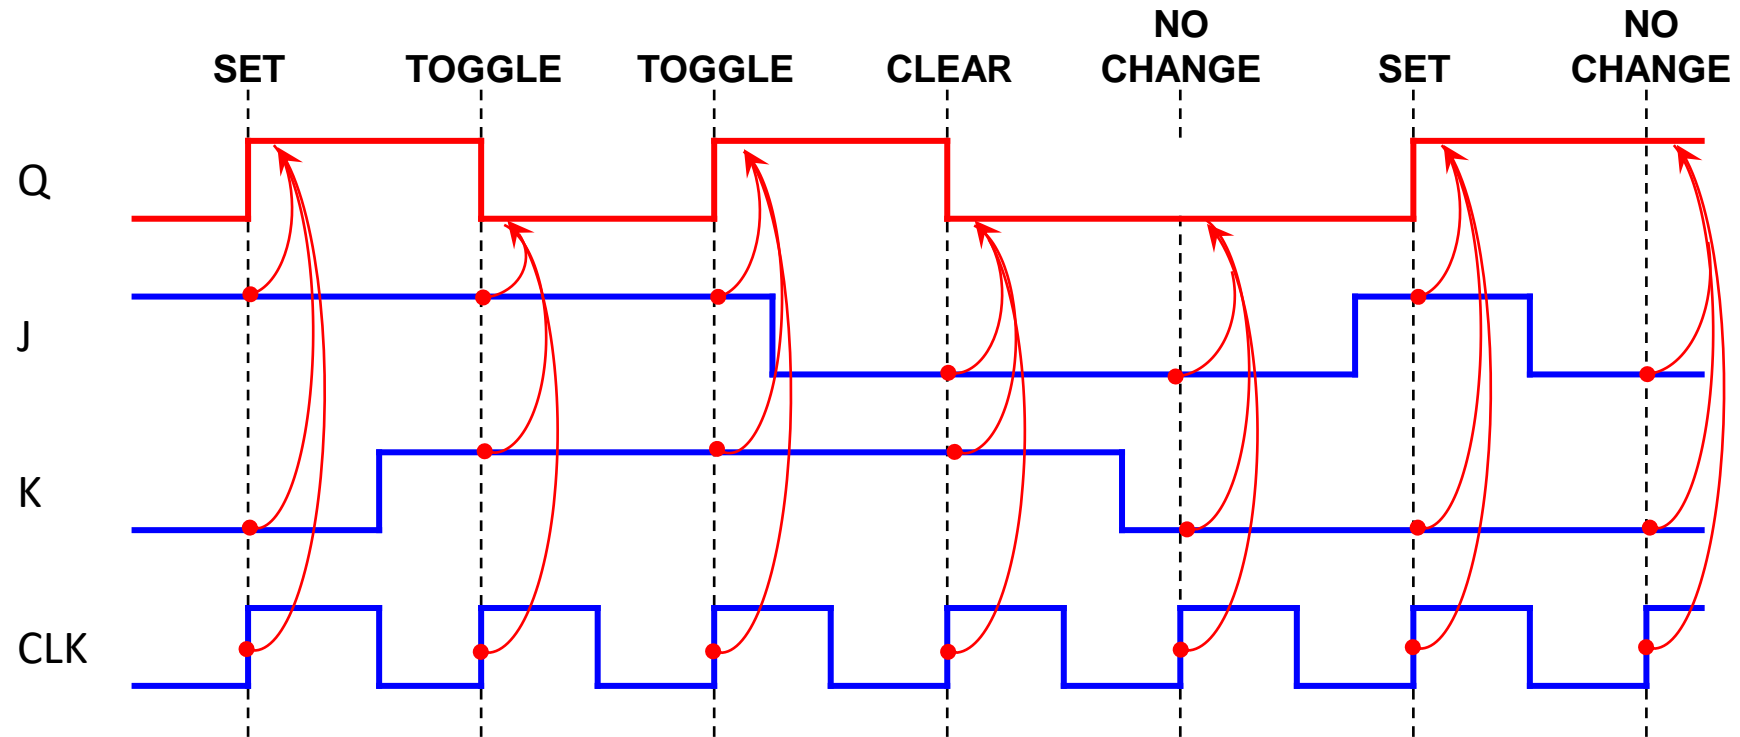 NO
NO
SET
TOGGLE
TOGGLE
CLEAR
CHANGE
SET
CHANGE
Q
J
K
CLK